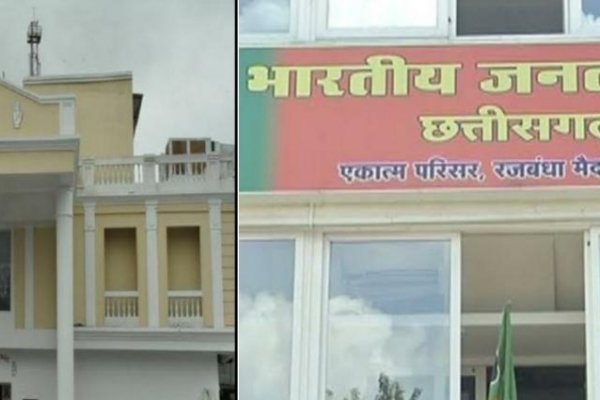 भारतीय जनत
छत्तीसगढ़
एकात्म परिसर, रजबंधा मैद